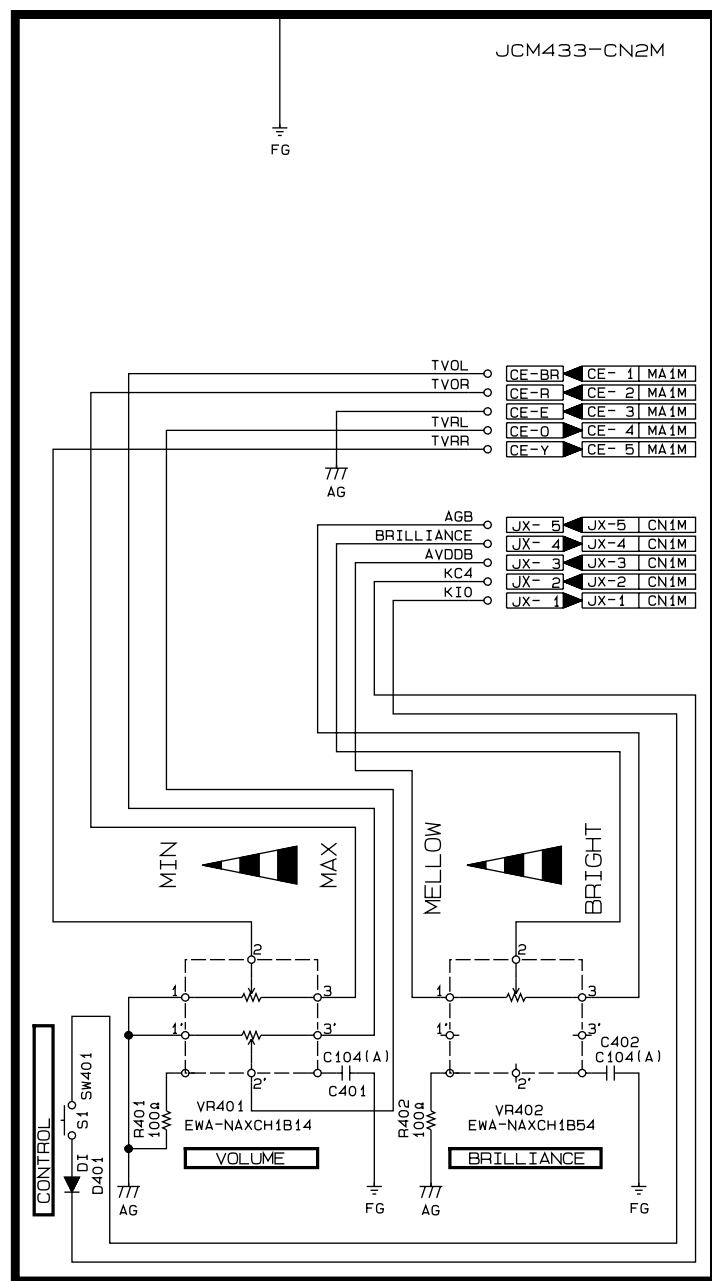 JCM433-CN2M
FG
TVOL CE-BR CE- 1 MA1M
TVOR CE-R CE- 2 MA1M
CE-E CE- 3 MA1M
TVRL CE-O CE- 4 MA1M
TVRR CE-Y CE- 5 MA1M
AG
AGB JX- 5 JX-5 CN1M
BRILLIANCE JX- 4 JX-4 CN1M
AVDDB JX- 3 JX-3 CN1M
KC4 JX- 2 JX-2 CN1M
KI0 JX- 1 JX-1 CN1M
MIN
MAX
MELLOW
BRIGHT
2
2
1
3
1
3
1'
3'
1'
3'
C104(A)
C401
C402
C104(A)
2'
2'
CONTROL
S1 SW401
DI
D401
R401
100Ω
VR401
EWA-NAXCH1B14
R402
100Ω
VR402
EWA-NAXCH1B54
VOLUME
BRILLIANCE
AG
FG
AG
FG